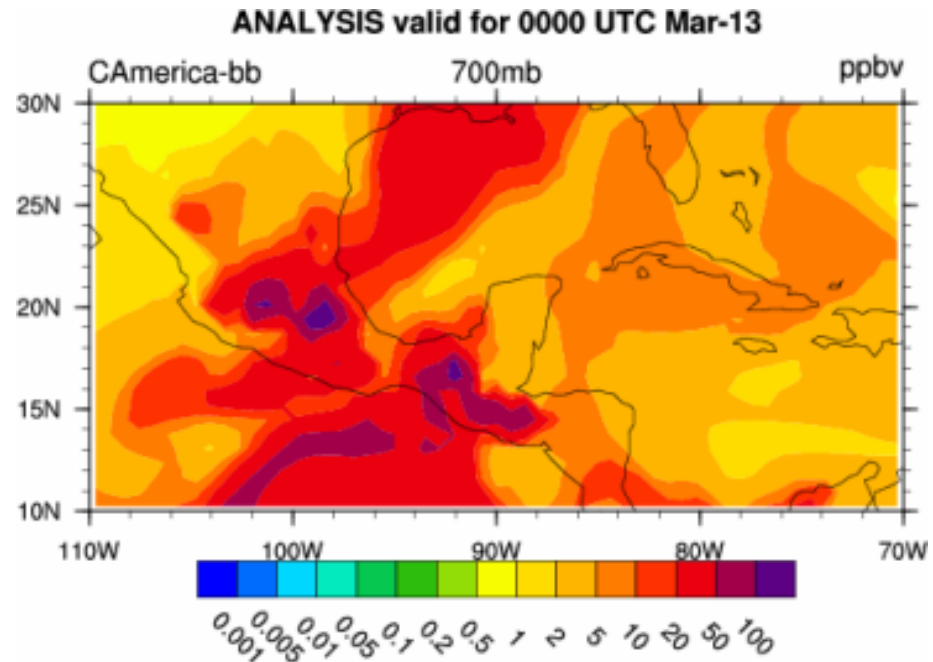 ANALYSIS valid for 0000 UTC Mar-13
CAmerica-bb 700mb ppbv
30N
25N
20N
15N
10N
110W 100W 90W 80W 70W
0.001 0.005 0.01 0.05 0.1 0.2 0.5 1 2 5 10 20 50 100